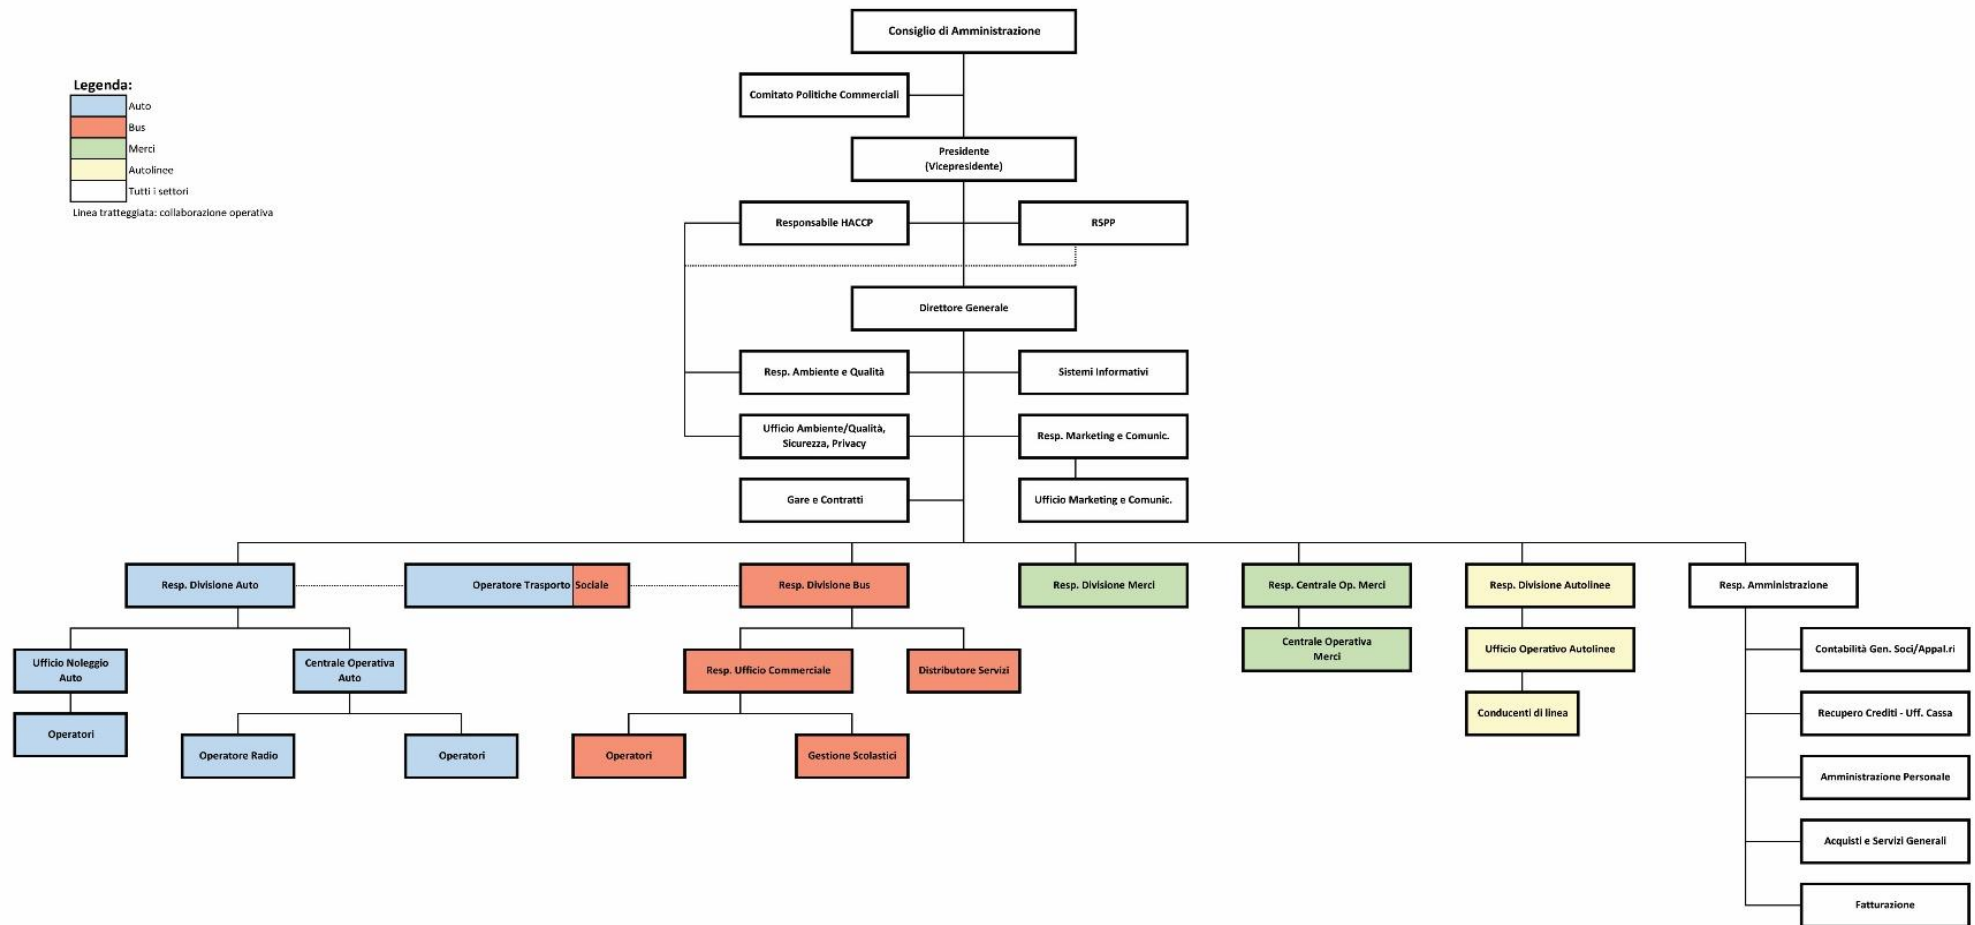 Consiglio di Amministrazione
Legenda:
Auto
Bus
Merci
Autolinee
Tutti i settori
Linea tratteggiata: collaborazione operativa
Comitato Politiche Commerciali
Presidente
(Vicepresidente)
Responsabile HACCP
RSPP
Direttore Generale
Resp. Ambiente e Qualità
Sistemi Informativi
Ufficio Ambiente/Qualità,
Sicurezza, Privacy
Resp. Marketing e Comunic.
Gare e Contratti
Ufficio Marketing e Comunic.
Resp. Divisione Auto
Operatore Trasporto Sociale
Resp. Divisione Bus
Resp. Divisione Merci
Resp. Centrale Op. Merci
Resp. Divisione Autolinee
Resp. Amministrazione
Ufficio Noleggio
Auto
Centrale Operativa
Auto
Resp. Ufficio Commerciale
Distributore Servizi
Centrale Operativa
Merci
Ufficio Operativo Autolinee
Contabilità Gen. Soci/Appal.ri
Operatori
Operatore Radio
Operatori
Operatori
Gestione Scolastici
Conducenti di linea
Recupero Crediti - Uff. Cassa
Amministrazione Personale
Acquisti e Servizi Generali
Fatturazione